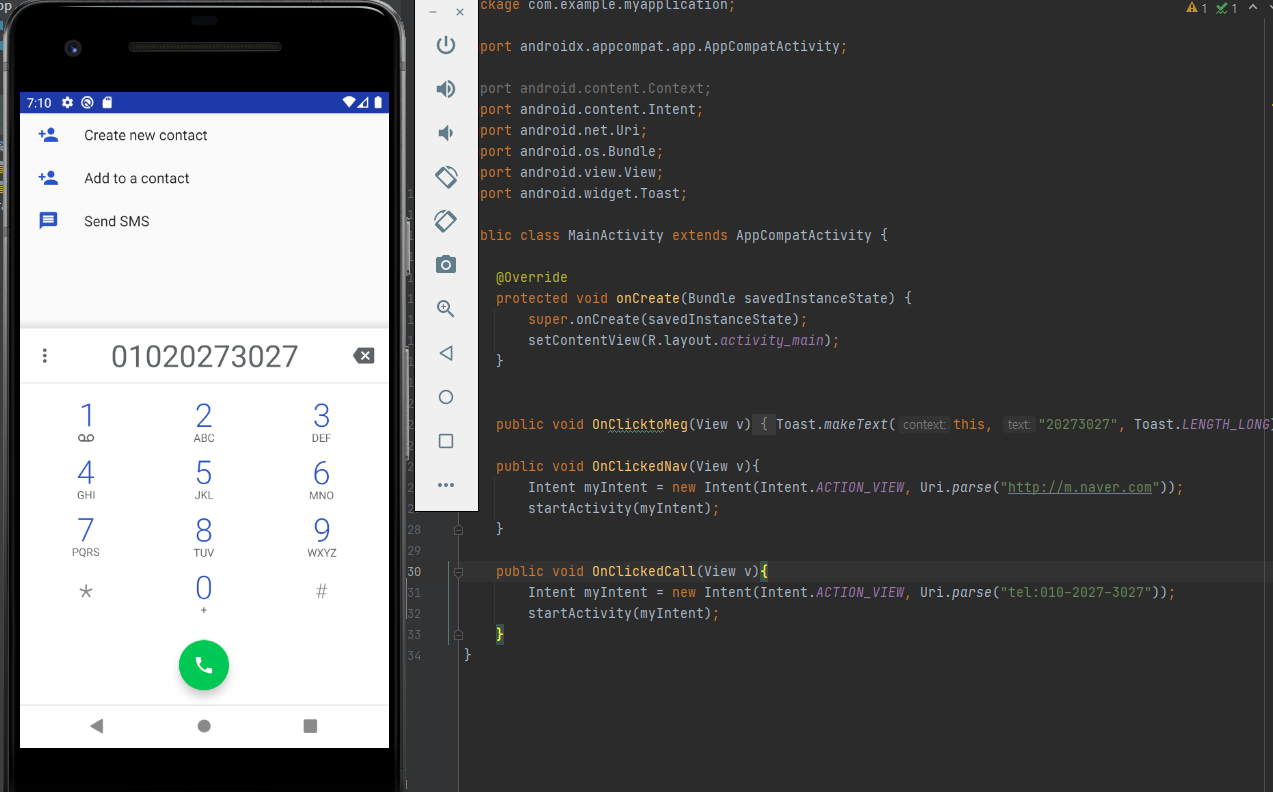 pp
7:10
Create new contact
Add to a contact
Send SMS
01020273027
1
2
ABC
3
DEF
4
GHI
5
JKL
6
MNO
7
PQRS
8
TUV
9
WXYZ
*
0
+
#
ckage com.example.myapplication;
port androidx.appcompat.app.AppCompatActivity;
port android.content.Context;
port android.content.Intent;
port android.net.Uri;
port android.os.Bundle;
port android.view.View;
port android.widget.Toast;
blic class MainActivity extends AppCompatActivity {
@Override
protected void onCreate(Bundle savedInstanceState) {
super.onCreate(savedInstanceState);
setContentView(R.layout.activity_main);
}
public void OnClicktoMeg(View v) { Toast.makeText( context: this, text: "20273027", Toast.LENGTH_LONG)
public void OnClickedNav(View v){
Intent myIntent = new Intent(Intent.ACTION_VIEW, Uri.parse("http://m.naver.com"));
startActivity(myIntent);
28 }
29
30 public void OnClickedCall(View v){
31 Intent myIntent = new Intent(Intent.ACTION_VIEW, Uri.parse("tel:010-2027-3027"));
32 startActivity(myIntent);
33 }
34 }
1 1